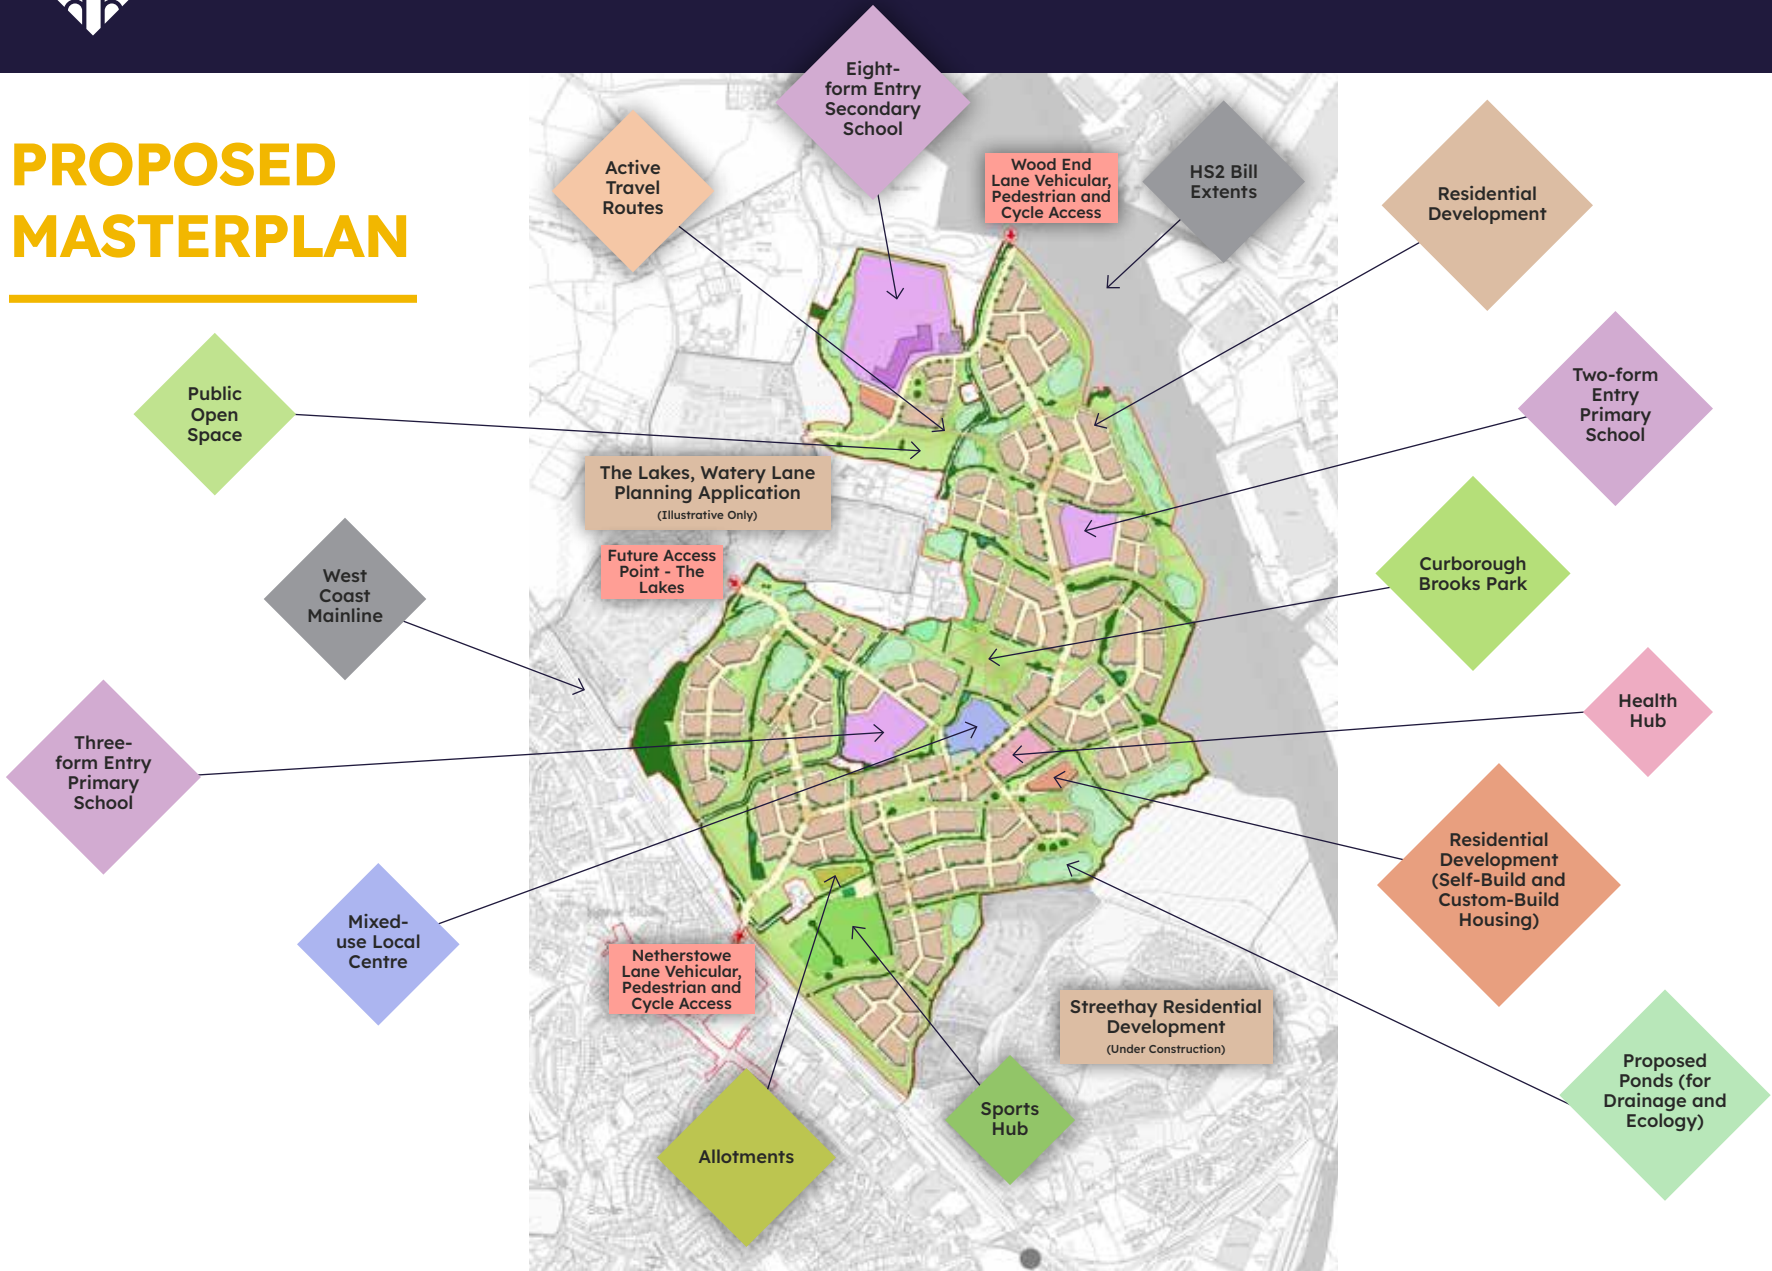 PROPOSED
MASTERPLAN
Eight-
form Entry
Secondary
School
Active
Travel
Routes
Wood End
Lane Vehicular,
Pedestrian and
Cycle Access
HS2 Bill
Extents
Residential
Development
Public
Open
Space
Two-form
Entry
Primary
School
The Lakes, Watery Lane
Planning Application
(Illustrative Only)
West
Coast
Mainline
Future Access
Point - The
Lakes
Curborough
Brooks Park
Three-
form Entry
Primary
School
Health
Hub
Mixed-
use Local
Centre
Residential
Development
(Self-Build and
Custom-Build
Housing)
Netherstowe
Lane Vehicular,
Pedestrian and
Cycle Access
Streethay Residential
Development
(Under Construction)
Allotments
Sports
Hub
Proposed
Ponds (for
Drainage and
Ecology)